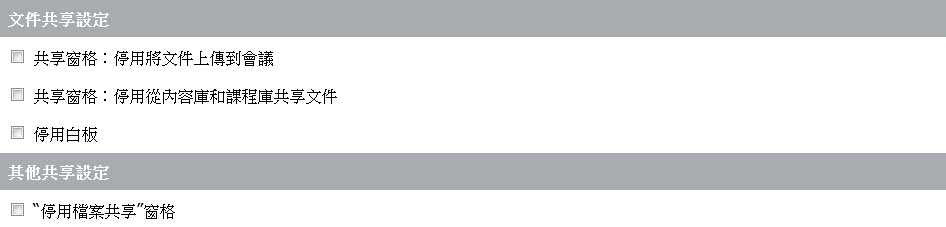 文件共享設定
共享窗格：停用將文件上傳到會議
共享窗格：停用從內容庫和課程庫共享文件
停用白板
其他共享設定
“停用檔案共享”窗格